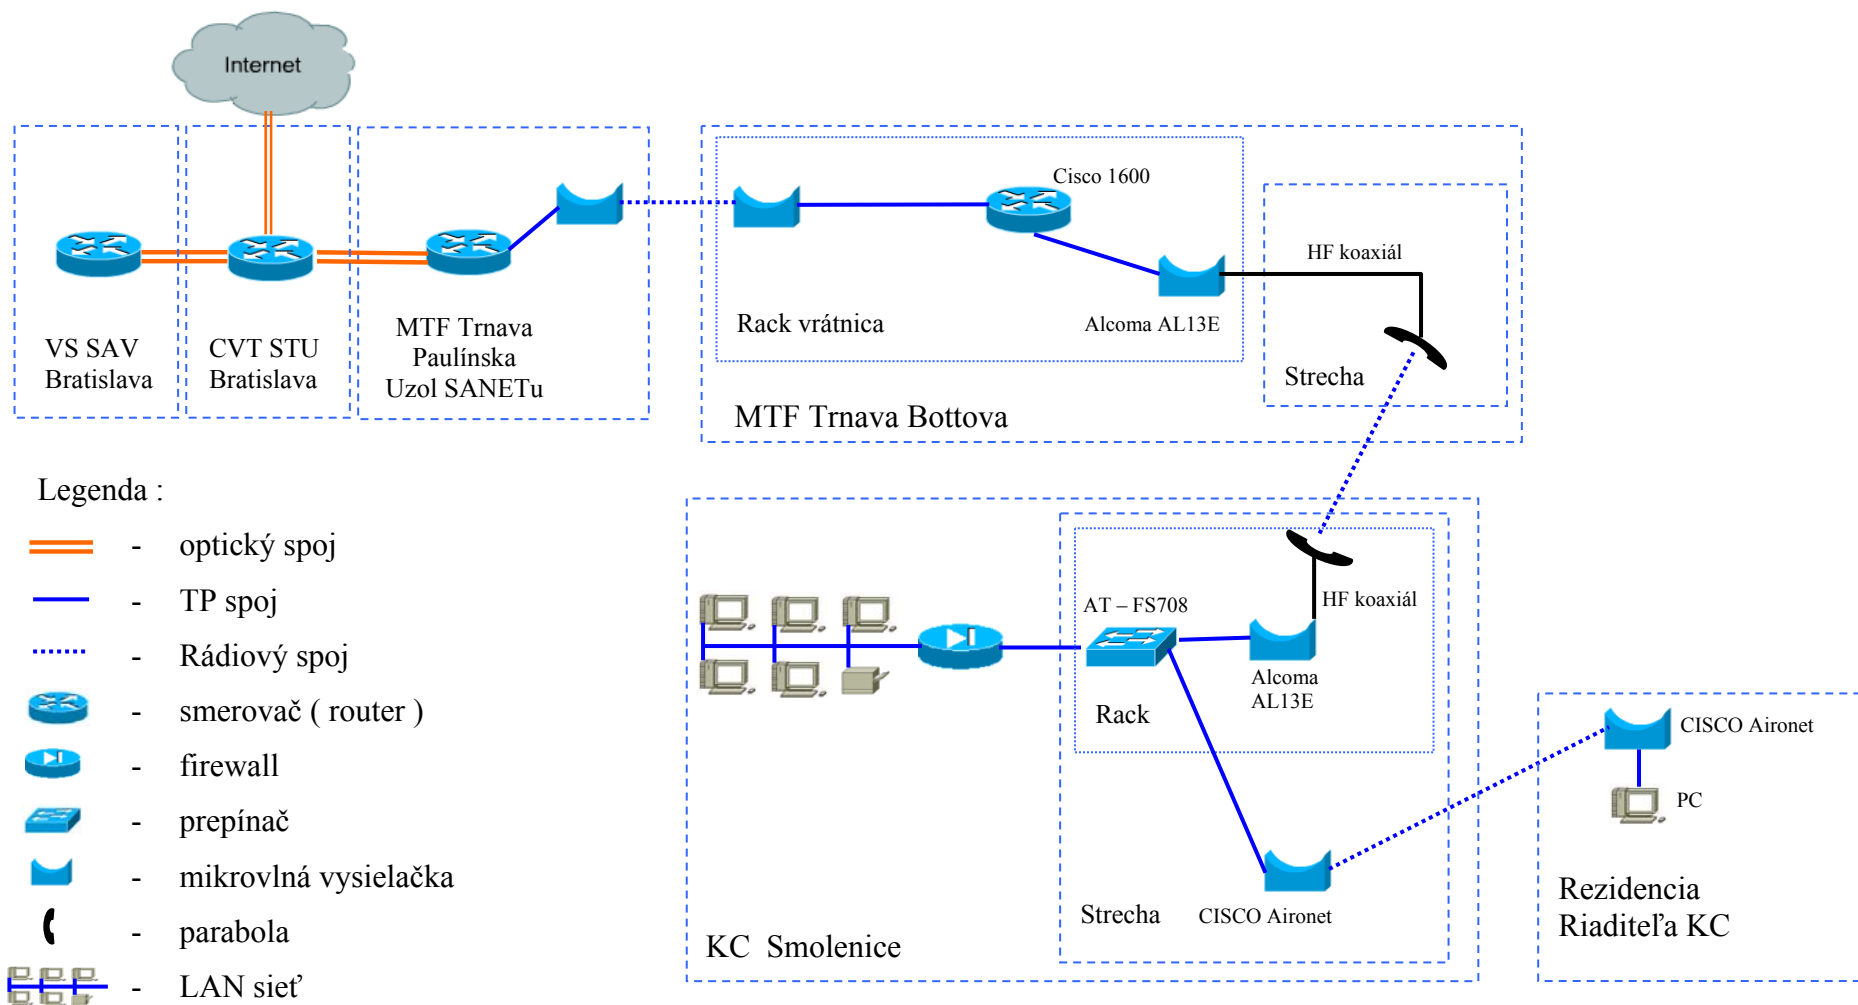 Internet
VS SAV
Bratislava
CVT STU
Bratislava
MTF Trnava
Paulínska
Uzol SANETu
Cisco 1600
Rack vrátnica
Alcoma AL13E
HF koaxiál
Strecha
MTF Trnava Bottova
Legenda :
- optický spoj
- TP spoj
- Rádiový spoj
- smerovač ( router )
- firewall
- prepínač
- mikrovlná vysielačka
- parabola
- LAN sieť
AT – FS708
HF koaxiál
Alcoma
AL13E
Rack
Strecha
CISCO Aironet
KC Smolenice
CISCO Aironet
PC
Rezidencia
Riaditeľa KC